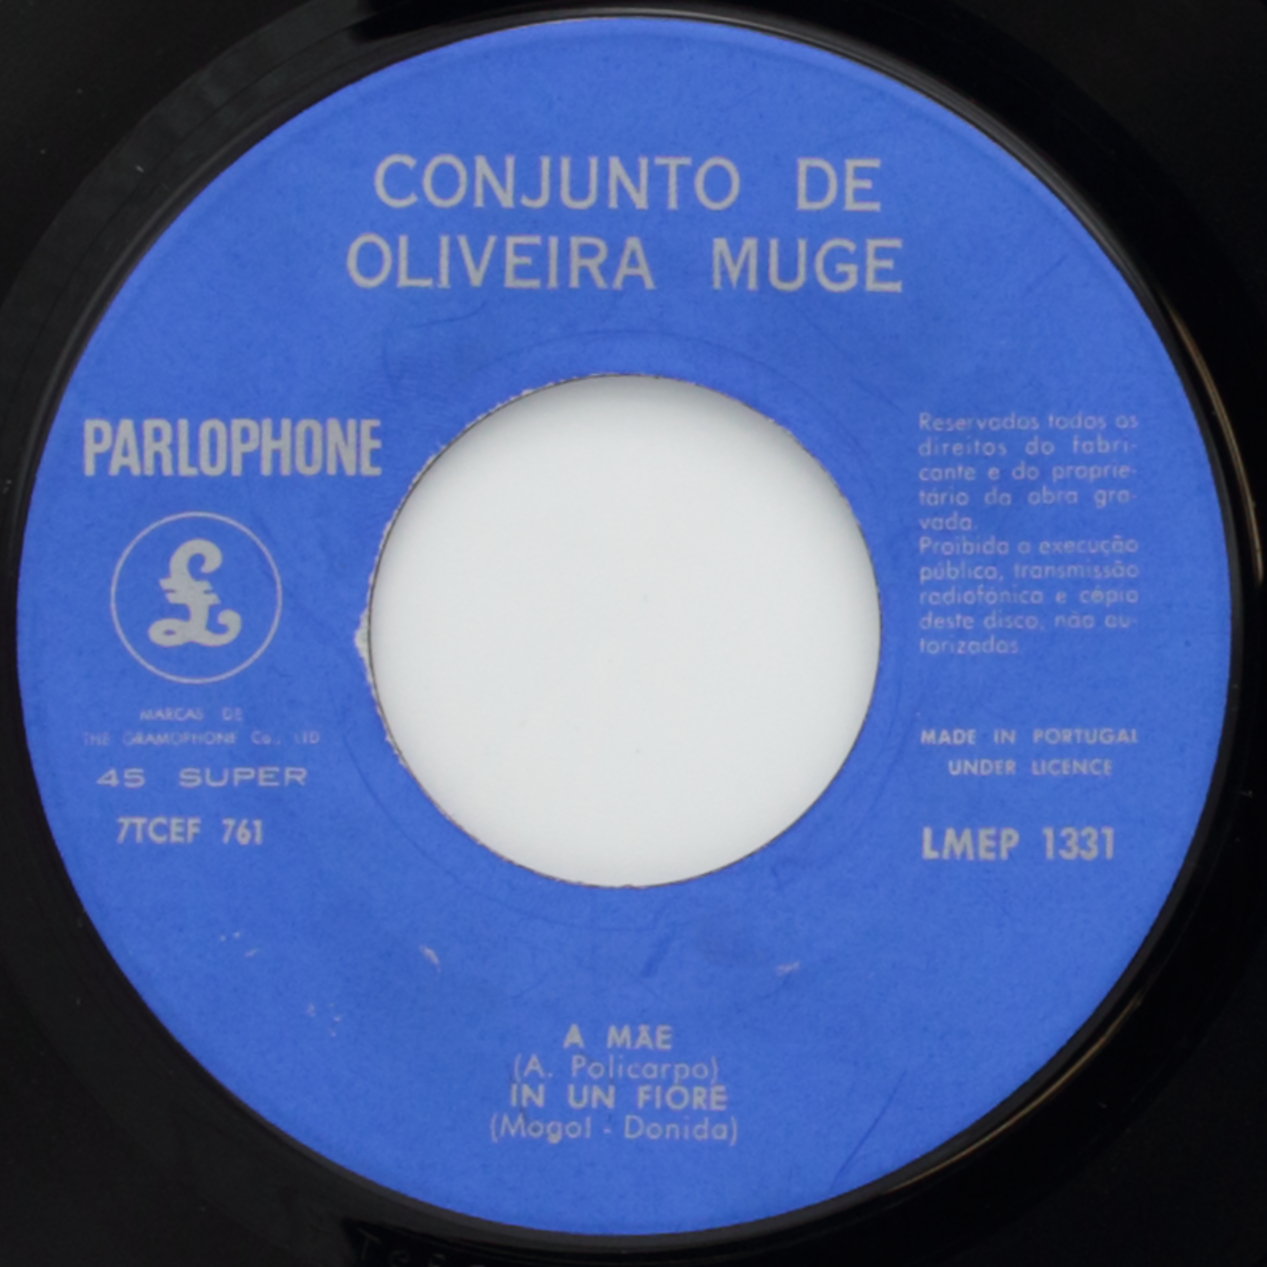 CONJUNTO DE
OLIVEIRA MUGE
PARLOPHONE
£
MARCAS DE
THE GRAMOPHONE Co., LTD
45 SUPER
7TCEF 761
Reservados todos os
direitos do fabri-
cante e do proprie-
tário da obra gra-
vada.
Proibida a execução
pública, transmissão
radiofónica e cópia
deste disco, não au-
torizadas.
MADE IN PORTUGAL
UNDER LICENCE
LMEP 1331
A MÃE
(A. Policarpo)
IN UN FIORE
(Mogol - Donida)